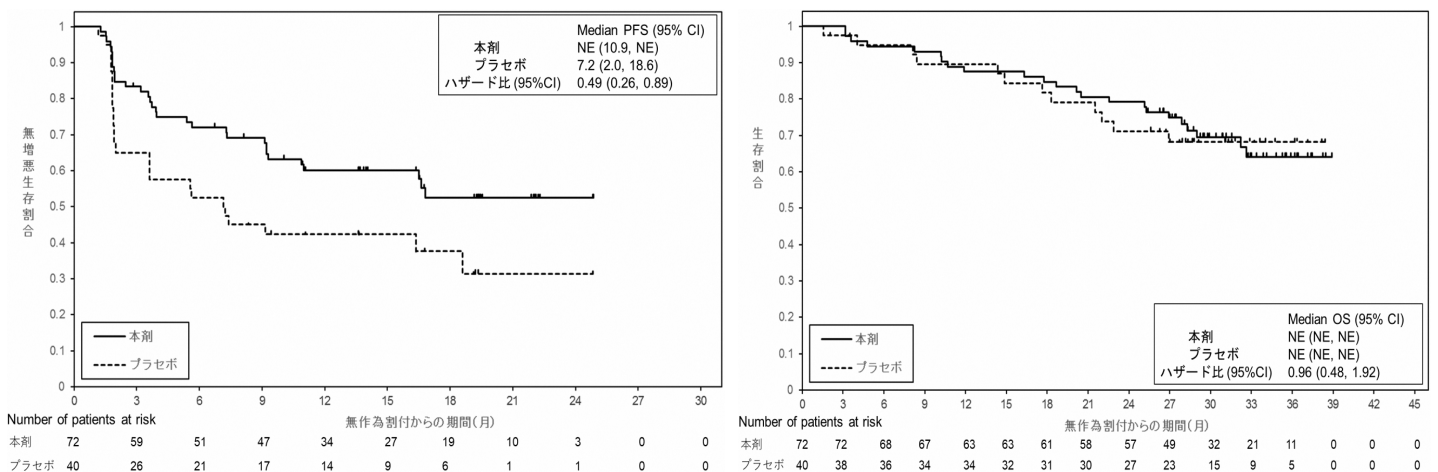 1
0.9
0.8
0.7
0.6
0.5
0.4
0.3
0.2
0.1
0
無増悪生存割合
Median PFS (95% CI)
本剤 NE (10.9, NE)
プラセボ 7.2 (2.0, 18.6)
ハザード比 (95%CI) 0.49 (0.26, 0.89)
本剤
プラセボ
0 3 6 9 12 15 18 21 24 27 30
Number of patients at risk
無作為割付からの期間(月)
本剤 72 59 51 47 34 27 19 10 3 0 0
プラセボ 40 26 21 17 14 9 6 1 1 0 0
1
0.9
0.8
0.7
0.6
0.5
0.4
0.3
0.2
0.1
0
生存割合
Median OS (95% CI)
本剤 NE (NE, NE)
プラセボ NE (NE, NE)
ハザード比 (95%CI) 0.96 (0.48, 1.92)
本剤
プラセボ
0 3 6 9 12 15 18 21 24 27 30 33 36 39 42 45
Number of patients at risk
無作為割付からの期間(月)
本剤 72 72 68 67 63 63 61 58 57 49 32 21 11 0 0 0
プラセボ 40 38 36 34 34 32 31 30 27 23 15 9 5 0 0 0